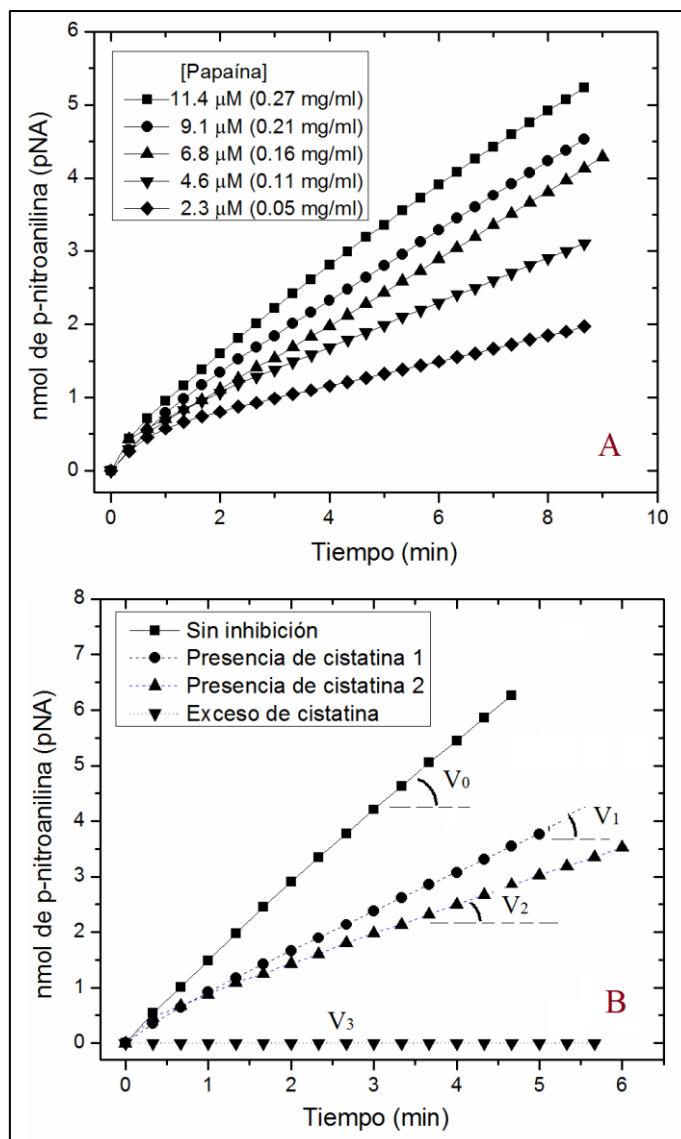 6
5
4
3
2
1
0
nmol de p-nitroanilina (pNA)
[Papaína]
11.4 μM (0.27 mg/ml)
9.1 μM (0.21 mg/ml)
6.8 μM (0.16 mg/ml)
4.6 μM (0.11 mg/ml)
2.3 μM (0.05 mg/ml)
A
0 2 4 6 8 10
Tiempo (min)
8
7
6
5
4
3
2
1
0
nmol de p-nitroanilina (pNA)
Sin inhibición
Presencia de cistatina 1
Presencia de cistatina 2
Exceso de cistatina
V0
V1
V2
V3
B
0 1 2 3 4 5 6
Tiempo (min)